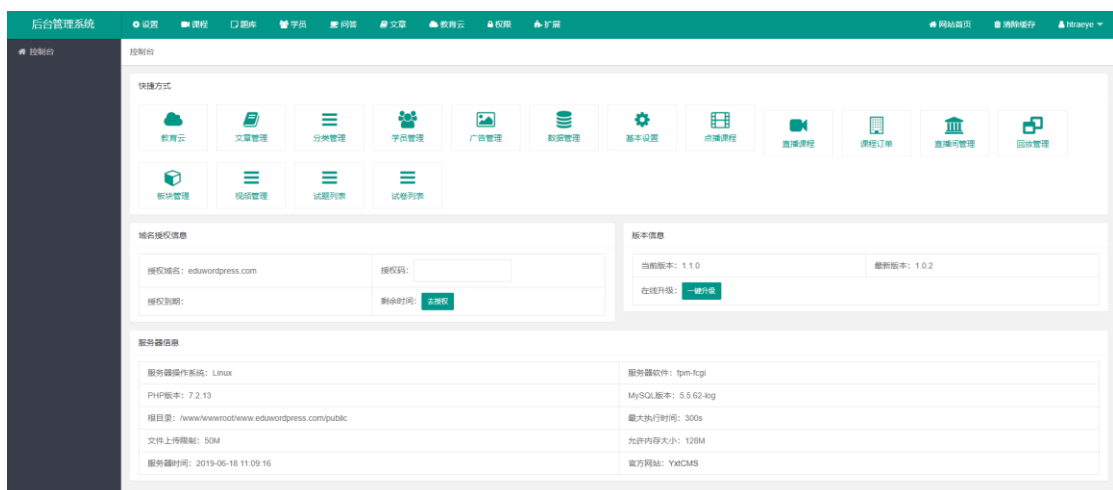 后台管理系统 设置 课程 题库 学员 问答 文章 教育云 权限 扩展 网站首页 清除缓存 htraeye
控制台 控制台
快捷方式
教育云 文章管理 分类管理 学员管理 广告管理 数据管理 基本设置 点播课程 直播课程 课程订单 直播间管理 回放管理
板块管理 视频管理 试题列表 试卷列表
域名授权信息 版本信息
授权域名：eduwordpress.com 授权码： 当前版本：1.1.0 最新版本：1.0.2
授权到期： 剩余时间： 去授权 在线升级： 一键升级
服务器信息
服务器操作系统：Linux 服务器软件：fpm-fcgi
PHP版本：7.2.13 MySQL版本：5.5.62-log
根目录：/www/wwwroot/www.eduwordpress.com/public 最大执行时间：300s
文件上传限制：50M 允许内存大小：128M
服务器时间：2019-06-18 11:09:16 官方网站：YxtCMS